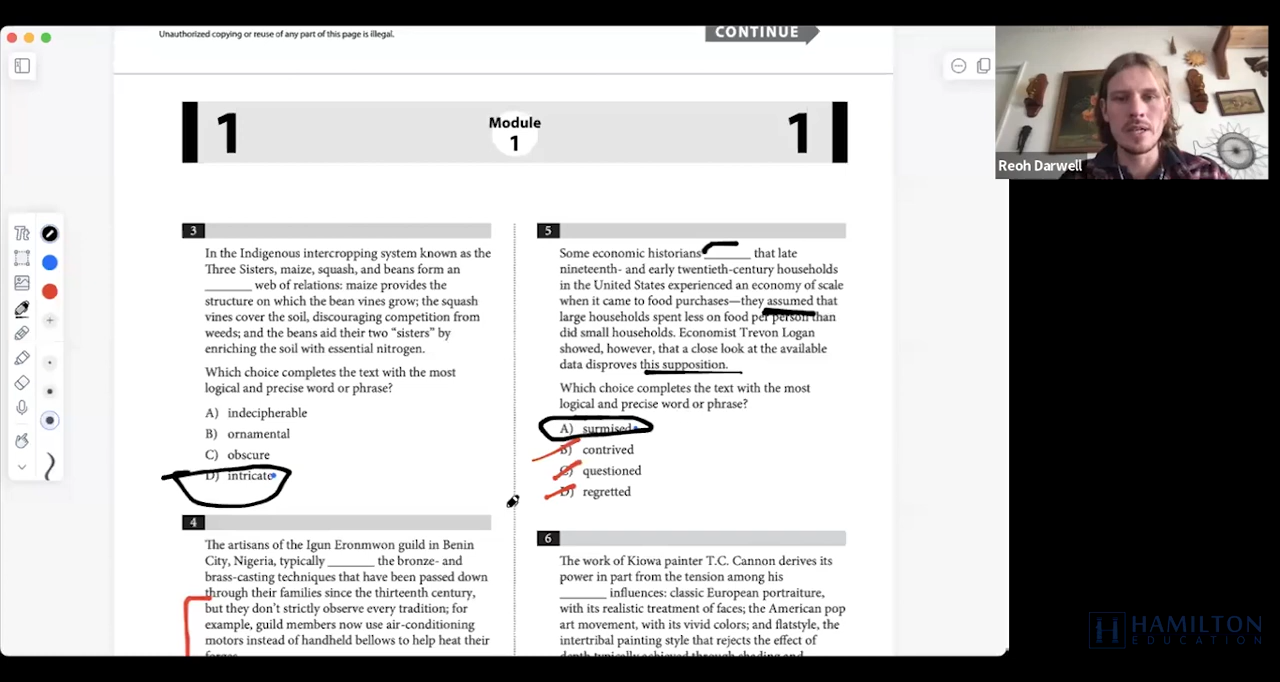 Unauthorized copying or reuse of any part of this page is illegal.
CONTINUE
1
Module
1
1
3
In the Indigenous intercropping system known as the
Three Sisters, maize, squash, and beans form an
_______ web of relations: maize provides the
structure on which the bean vines grow; the squash
vines cover the soil, discouraging competition from
weeds; and the beans aid their two “sisters” by
enriching the soil with essential nitrogen.
Which choice completes the text with the most
logical and precise word or phrase?
A) indecipherable
B) ornamental
C) obscure
D) intricate
4
The artisans of the Igun Eronmwon guild in Benin
City, Nigeria, typically _______ the bronze- and
brass-casting techniques that have been passed down
through their families since the thirteenth century,
but they don’t strictly observe every tradition; for
example, guild members now use air-conditioning
motors instead of handheld bellows to help heat their
forges.
5
Some economic historians _______ that late
nineteenth- and early twentieth-century households
in the United States experienced an economy of scale
when it came to food purchases—they assumed that
large households spent less on food per person than
did small households. Economist Trevon Logan
showed, however, that a close look at the available
data disproves this supposition.
Which choice completes the text with the most
logical and precise word or phrase?
A) surmised
B) contrived
C) questioned
D) regretted
6
The work of Kiowa painter T.C. Cannon derives its
power in part from the tension among his
_______ influences: classic European portraiture,
with its realistic treatment of faces; the American pop
art movement, with its vivid colors; and flatstyle, the
intertribal painting style that rejects the effect of
depth typically achieved through shading and
Tt
Reoh Darwell
HAMILTON
EDUCATION